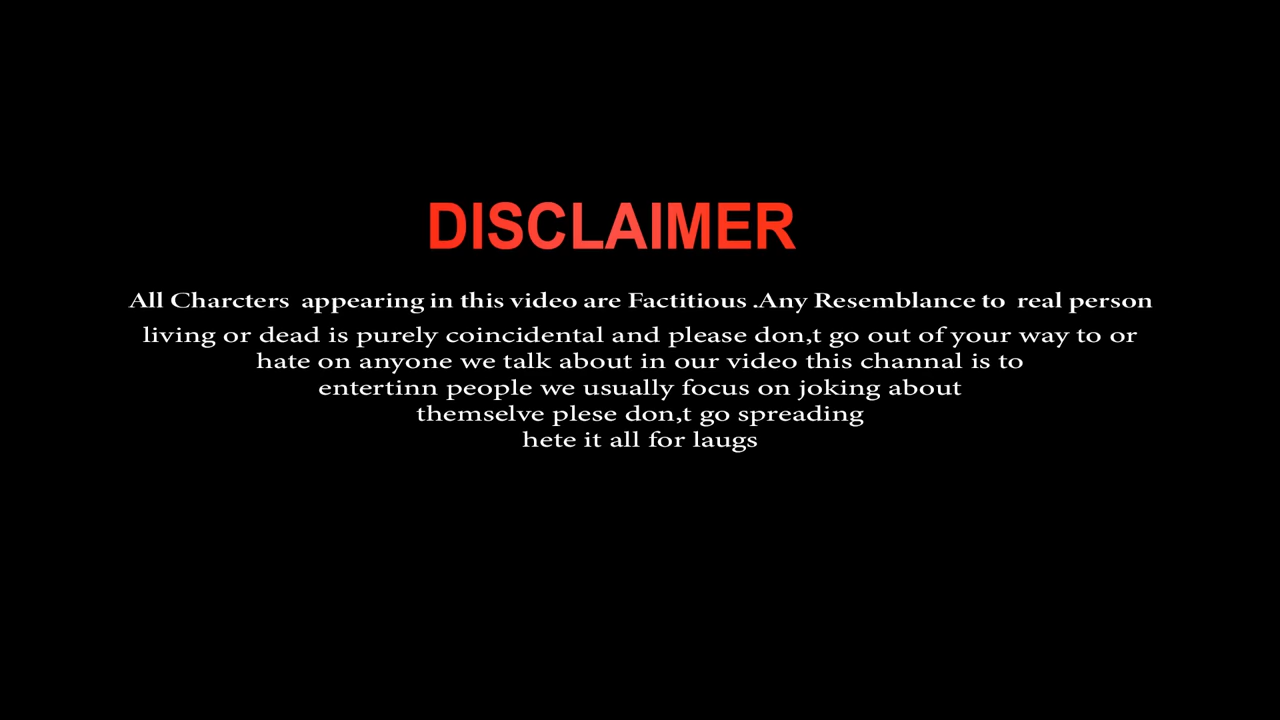 DISCLAIMER
All Charcters appearing in this video are Factitious .Any Resemblance to real person
living or dead is purely coincidental and please don,t go out of your way to or
hate on anyone we talk about in our video this channal is to
entertinn people we usually focus on joking about
themselve plese don,t go spreading
hete it all for laugs